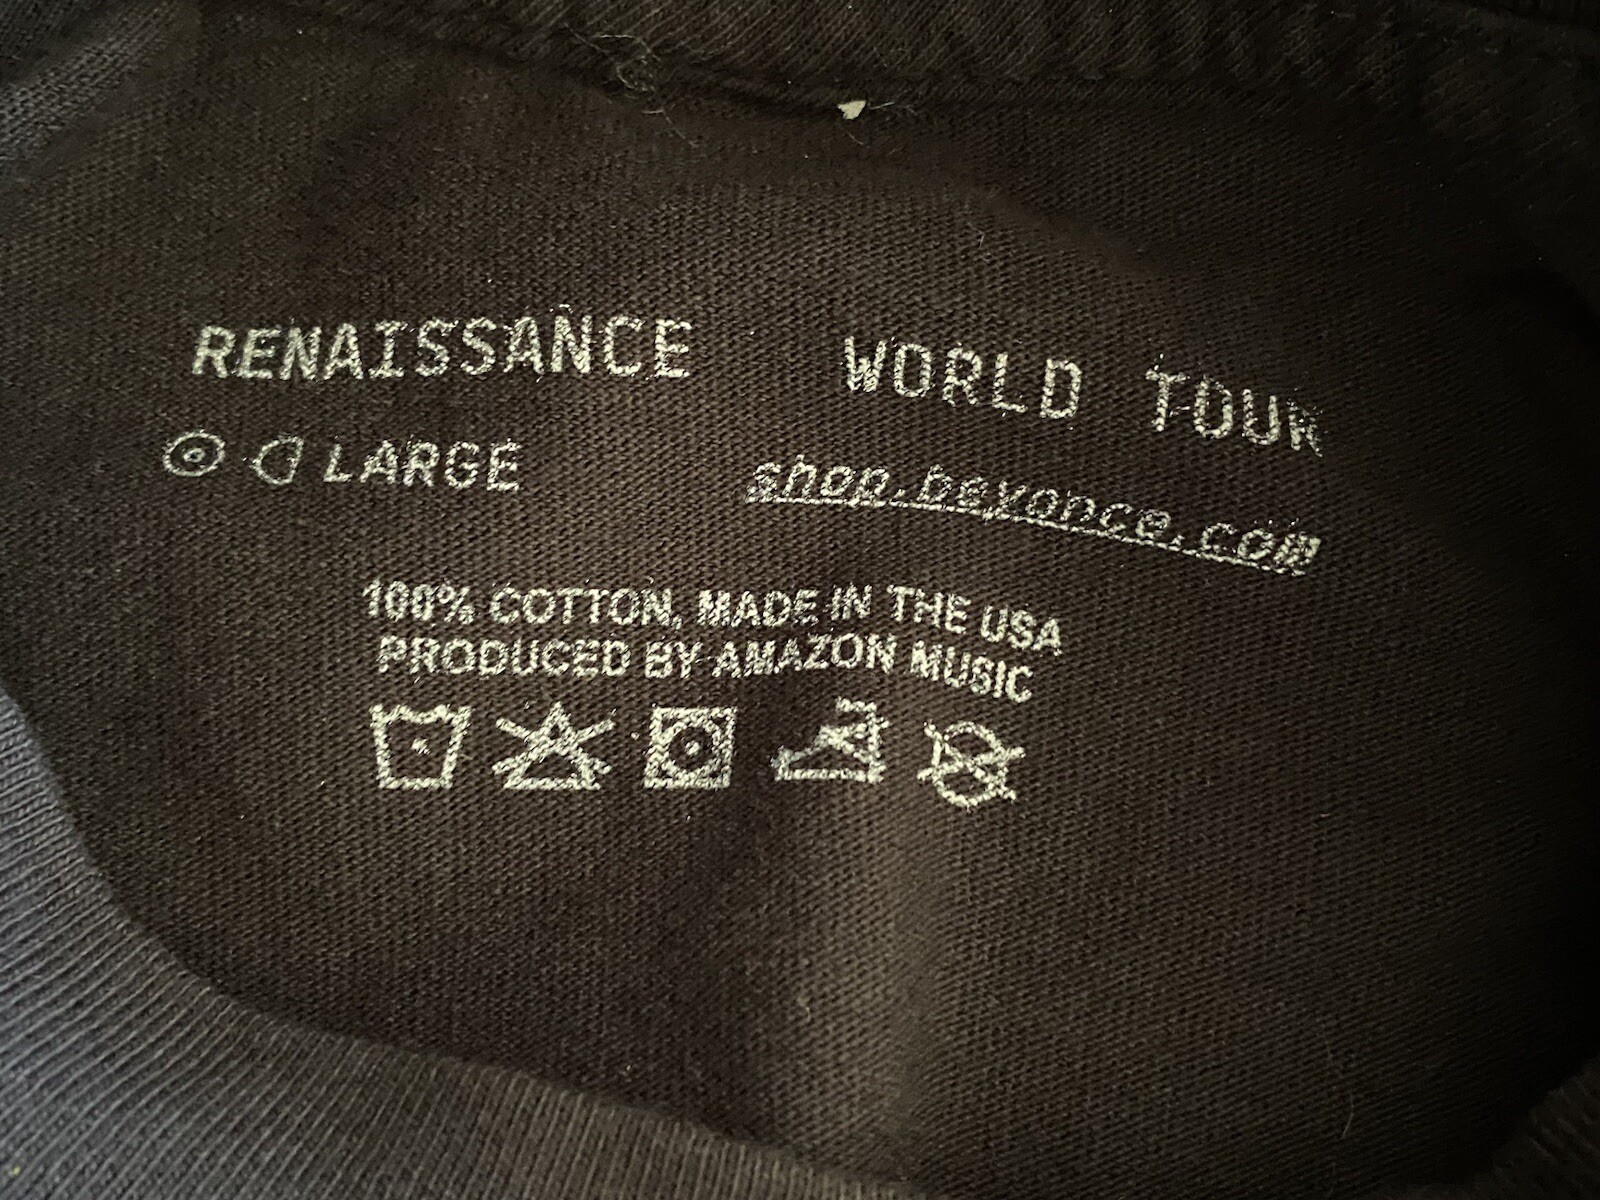 RENAISSANCE WORLD TOUR
LARGE shop.beyonce.com
100% COTTON, MADE IN THE USA
PRODUCED BY AMAZON MUSIC